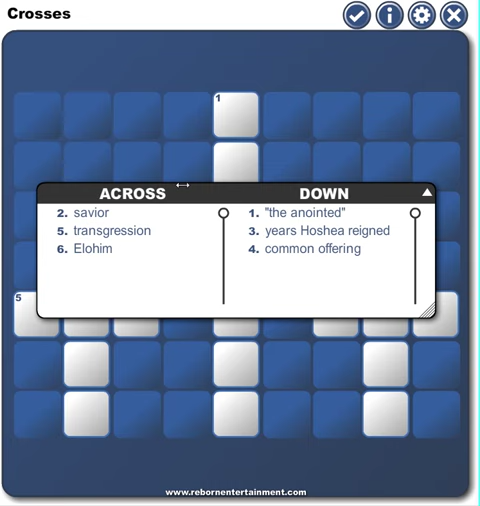 Crosses
1
ACROSS
2. savior
5. transgression
6. Elohim
DOWN
1. "the anointed"
3. years Hoshea reigned
4. common offering
5
www.rebornentertainment.com